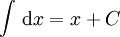 ∫ dx = x + C